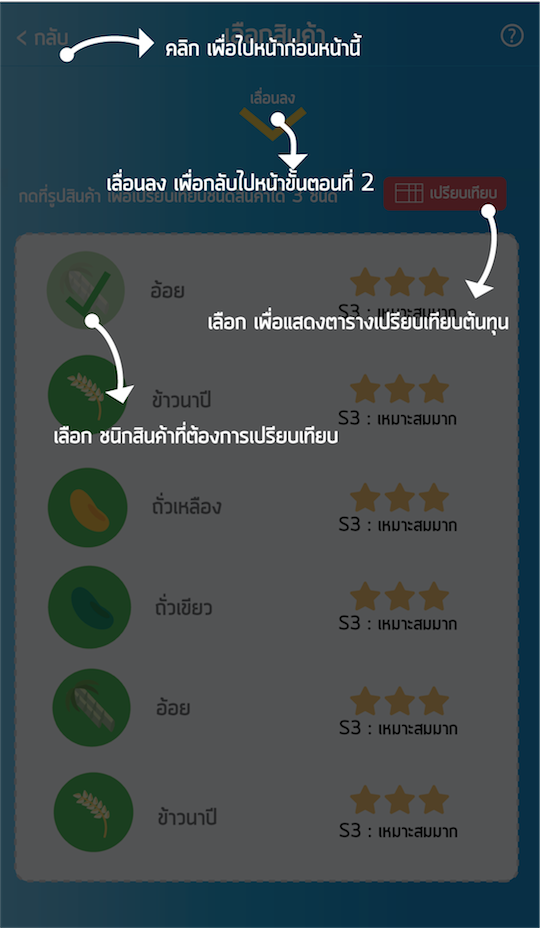 < กลับ
เลือกสินค้า
คลิก เพื่อไปหน้าก่อนหน้านี้
?
เลื่อนลง
เลื่อนลง เพื่อกลับไปหน้าขั้นตอนที่ 2
กดที่รูปสินค้า เพื่อเปรียบเทียบชนิดสินค้าได้ 3 ชนิด
เปรียบเทียบ
อ้อย
S3 : เหมาะสมมาก
เลือก เพื่อแสดงตารางเปรียบเทียบต้นทุน
ข้าวนาปี
S3 : เหมาะสมมาก
เลือก ชนิกสินค้าที่ต้องการเปรียบเทียบ
ถั่วเหลือง
S3 : เหมาะสมมาก
ถั่วเขียว
S3 : เหมาะสมมาก
อ้อย
S3 : เหมาะสมมาก
ข้าวนาปี
S3 : เหมาะสมมาก